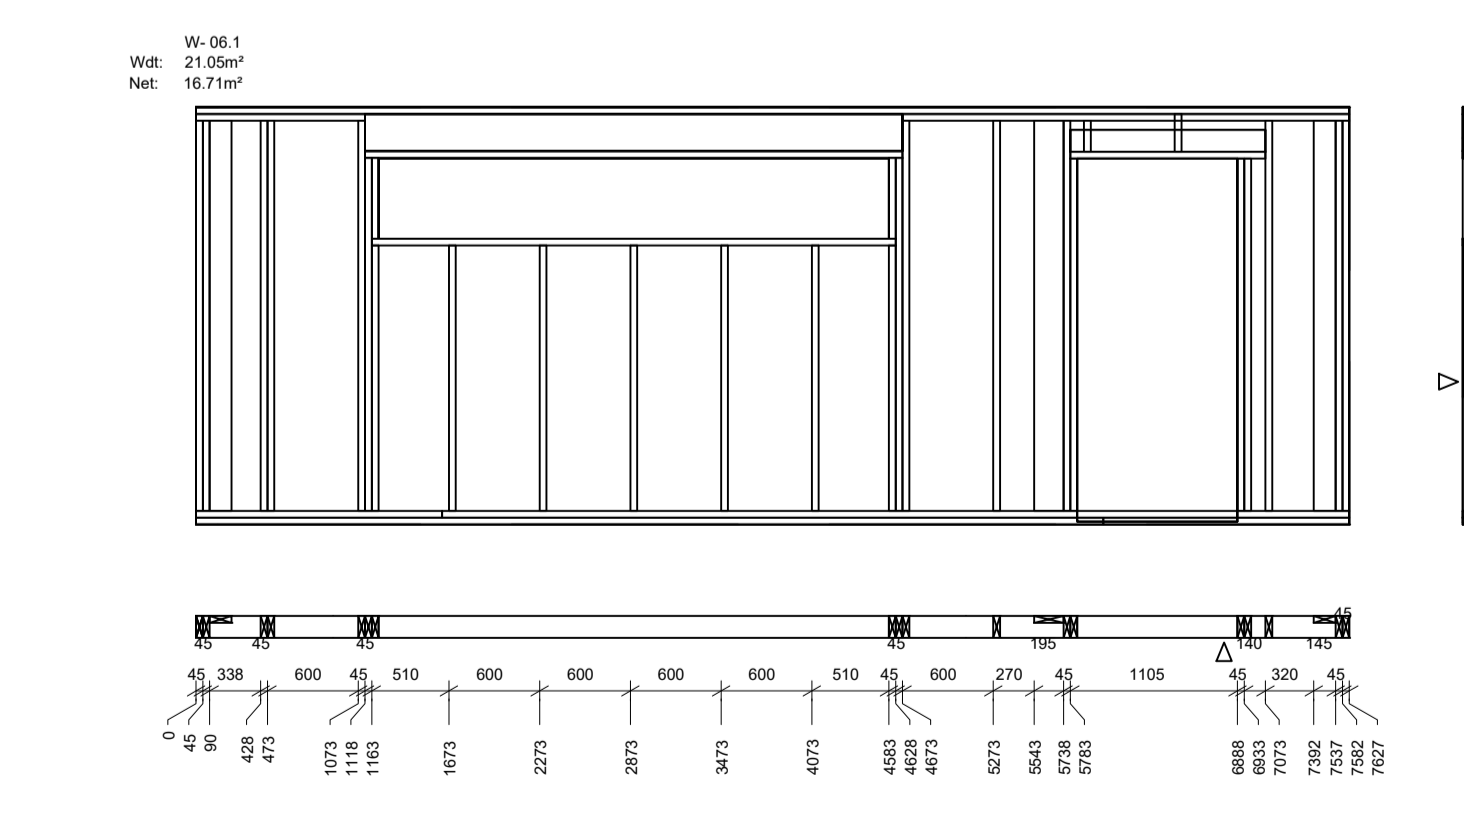 W- 06.1
Wdt: 21.05m²
Net: 16.71m²
45
45 45 45 45 195 140 145
45 338 600 45 510 600 600 600 600 510 45 600 270 45 1105 45 320 45
0 45 90 428 473 1073 1118 1163 1673 2273 2873 3473 4073 4583 4628 4673 5273 5543 5738 5783 6888 6933 7073 7392 7537 7582 7627